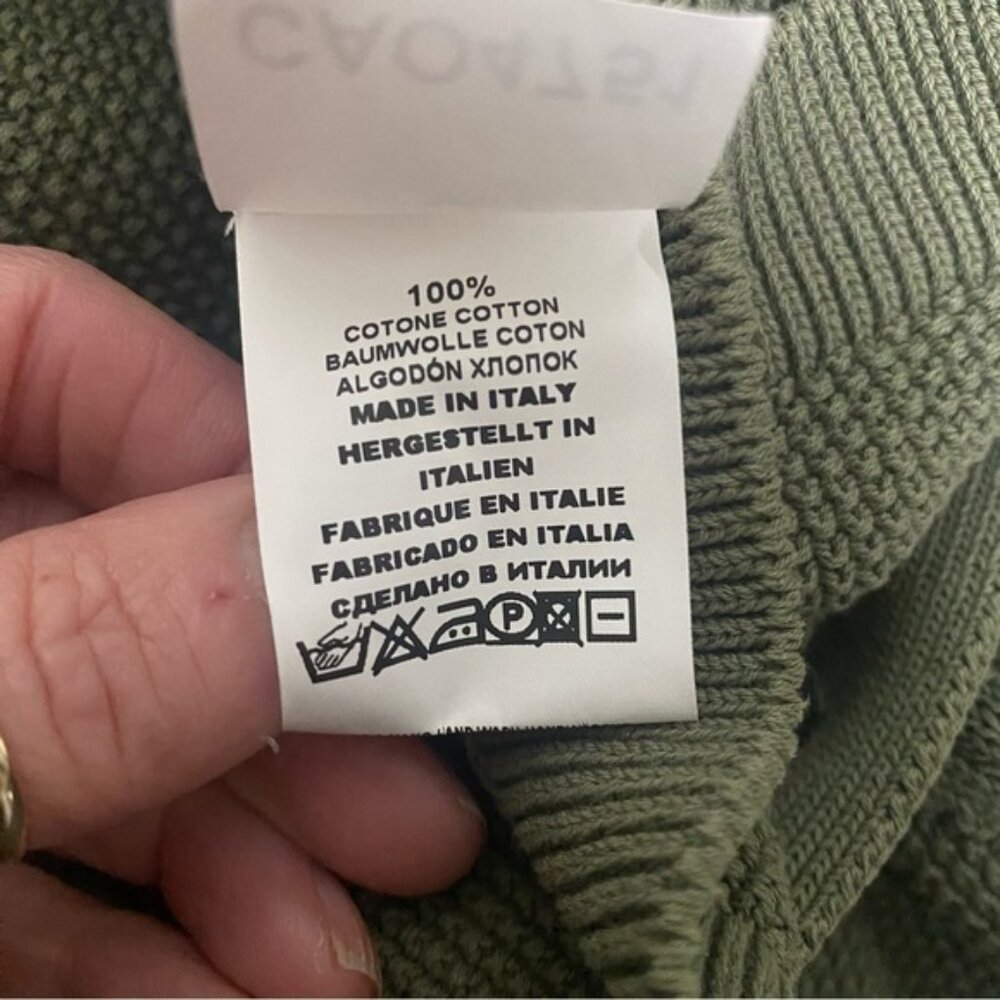 CAO4751
100%
COTONE COTTON
BAUMWOLLE COTON
ALGODÓN ХЛОПОК
MADE IN ITALY
HERGESTELLT IN
ITALIEN
FABRIQUE EN ITALIE
FABRICADO EN ITALIA
СДЕЛАНО В ИТАЛИИ
P